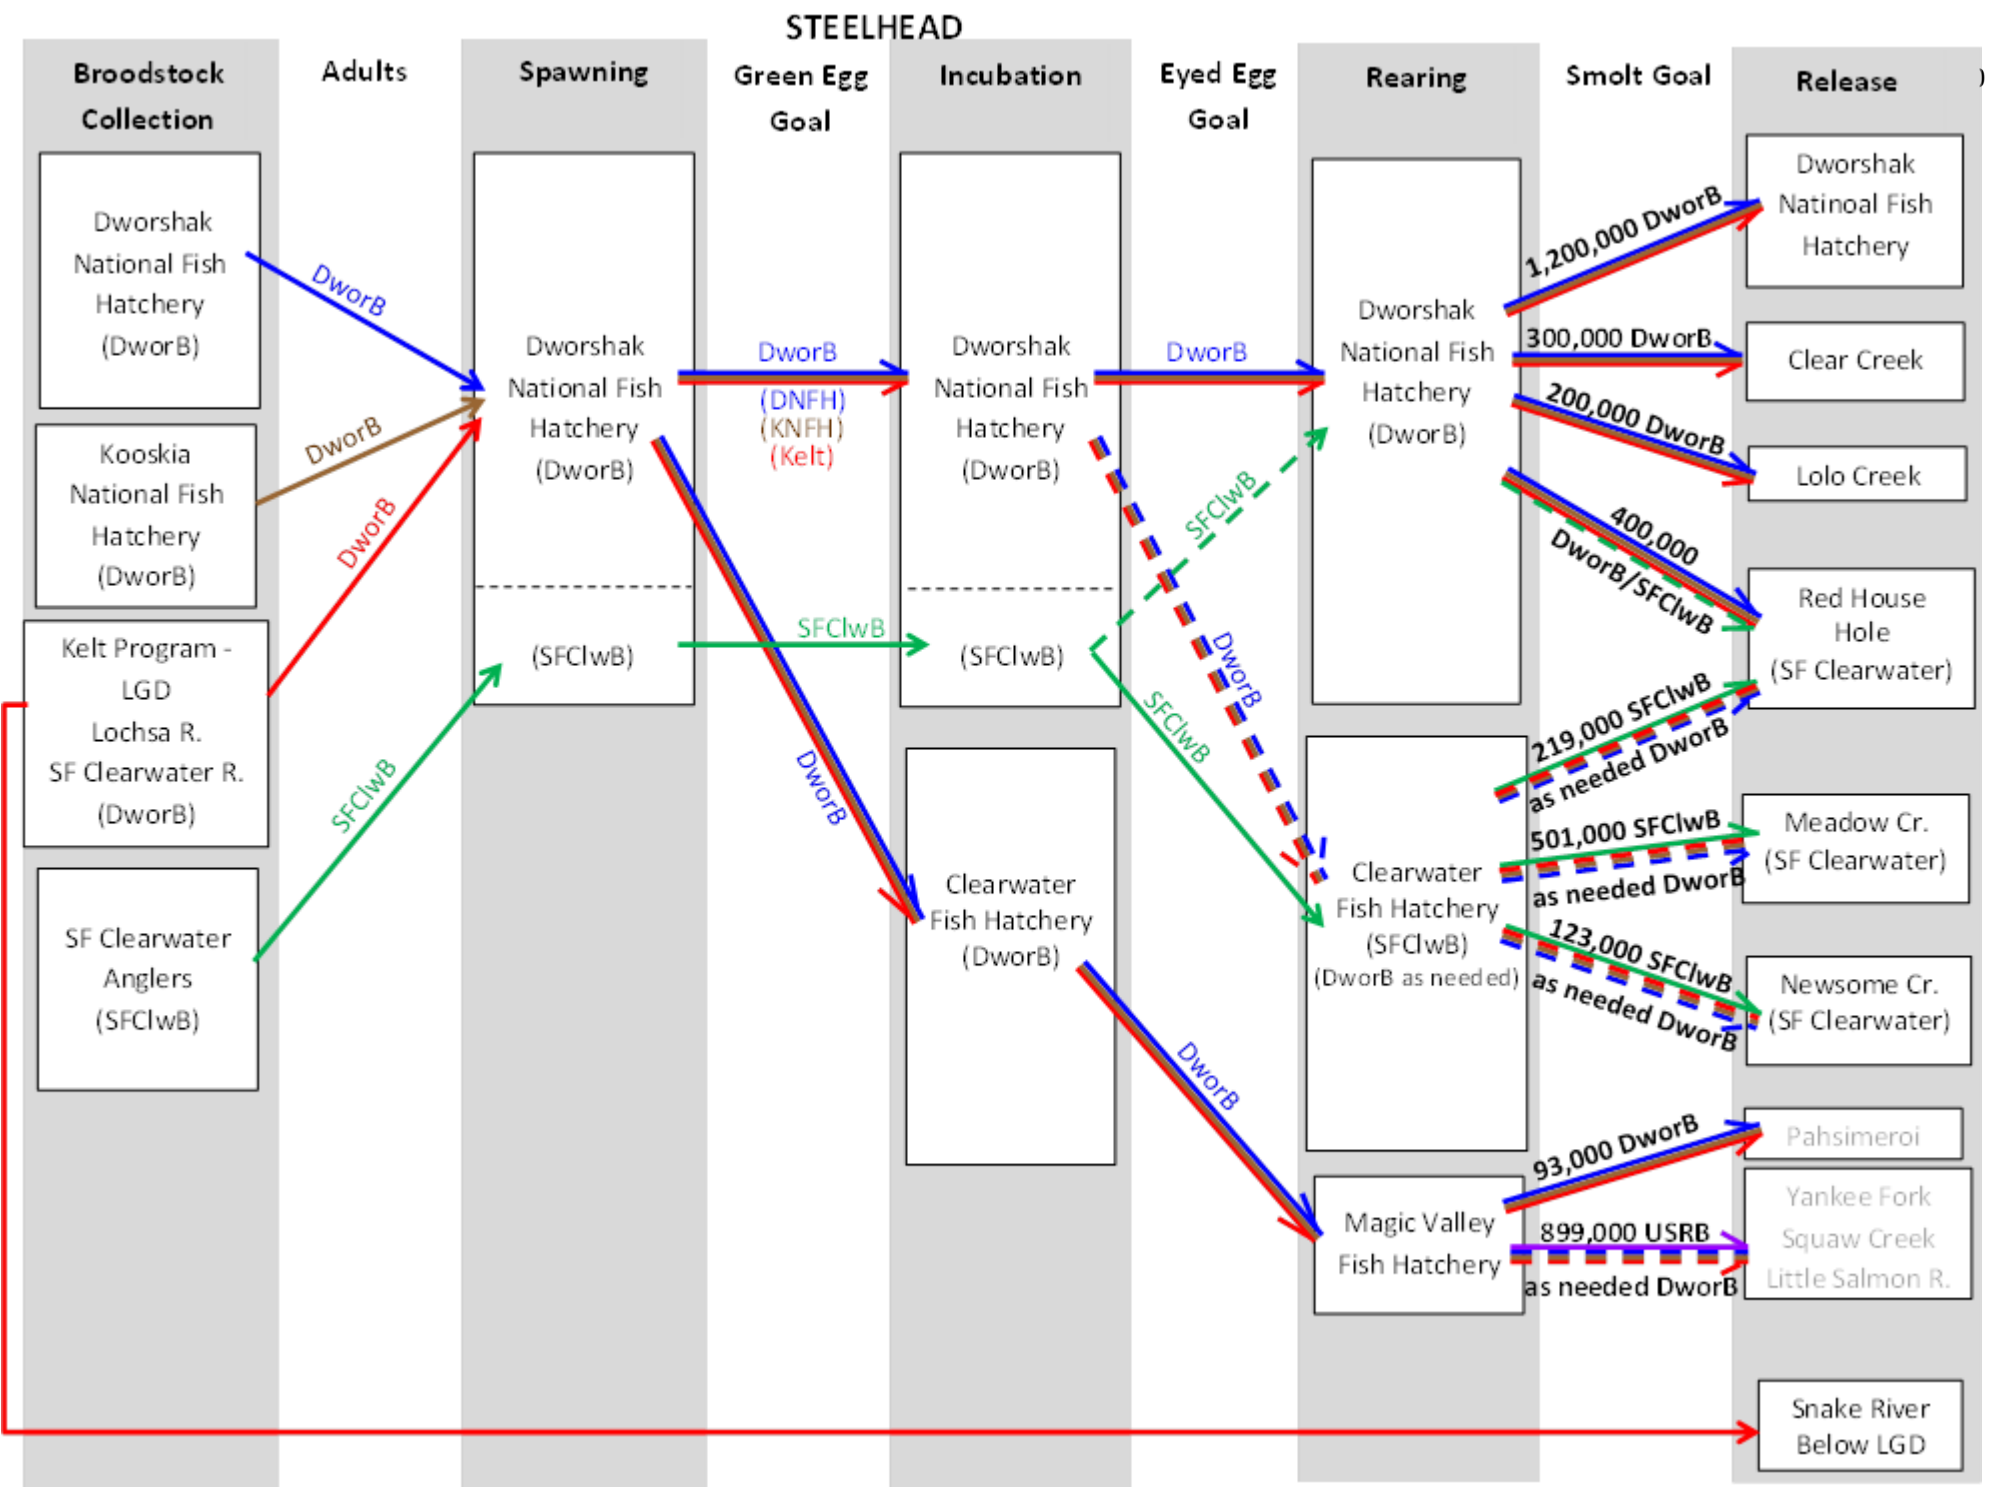 STEELHEAD
Broodstock
Collection
Adults
Spawning
Green Egg
Goal
Incubation
Eyed Egg
Goal
Rearing
Smolt Goal
Release
)
Dworshak
National Fish
Hatchery
(DworB)
Kooskia
National Fish
Hatchery
(DworB)
Kelt Program -
LGD
Lochsa R.
SF Clearwater R.
(DworB)
SF Clearwater
Anglers
(SFClwB)
DworB
DworB
DworB
SFClwB
Dworshak
National Fish
Hatchery
(DworB)
(SFClwB)
DworB
(DNFH)
(KNFH)
(Kelt)
SFClwB
DworB
Dworshak
National Fish
Hatchery
(DworB)
(SFClwB)
Clearwater
Fish Hatchery
(DworB)
DworB
SFClwB
DworB
SFClwB
DworB
Dworshak
National Fish
Hatchery
(DworB)
Clearwater
Fish Hatchery
(SFClwB)
(DworB as needed)
Magic Valley
Fish Hatchery
1,200,000 DworB
300,000 DworB
200,000 DworB
400,000
DworB/SFClwB
219,000 SFClwB
as needed DworB
501,000 SFClwB
as needed DworB
123,000 SFClwB
as needed DworB
93,000 DworB
899,000 USRB
as needed DworB
Dworshak
Natinoal Fish
Hatchery
Clear Creek
Lolo Creek
Red House
Hole
(SF Clearwater)
Meadow Cr.
(SF Clearwater)
Newsome Cr.
(SF Clearwater)
Pahsimeroi
Yankee Fork
Squaw Creek
Little Salmon R.
Snake River
Below LGD